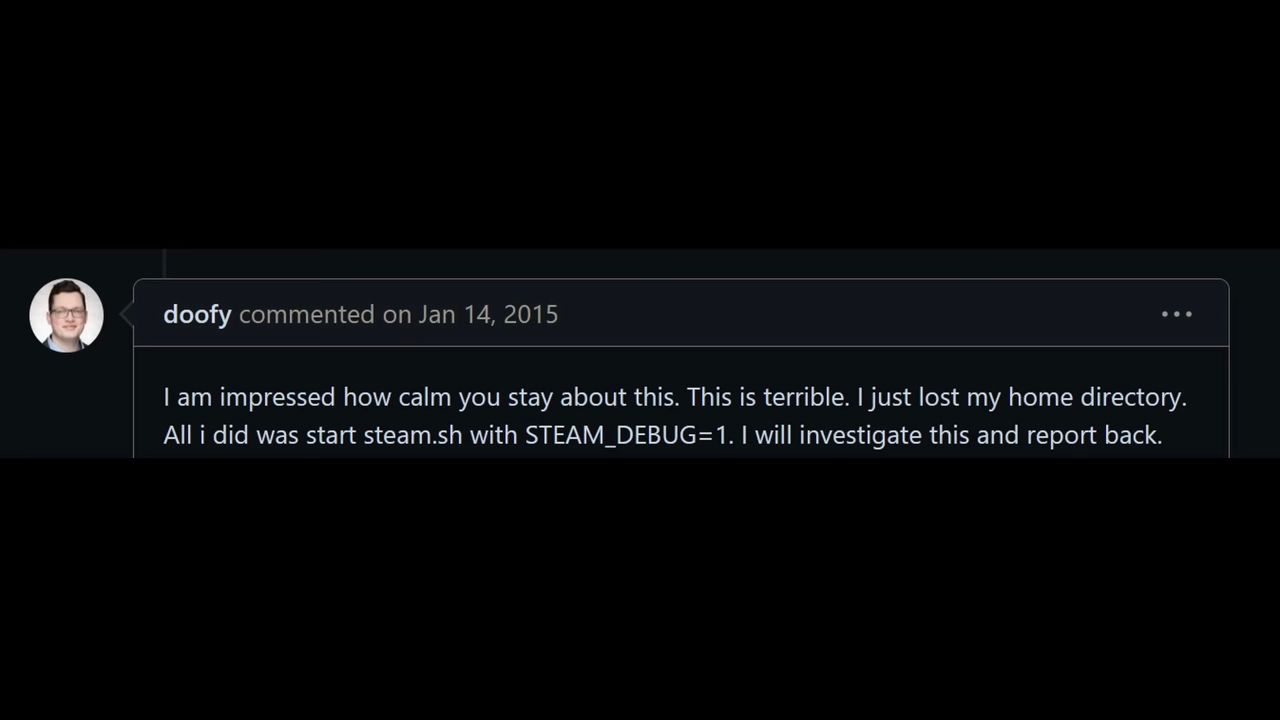 doofy commented on Jan 14, 2015
I am impressed how calm you stay about this. This is terrible. I just lost my home directory.
All i did was start steam.sh with STEAM_DEBUG=1. I will investigate this and report back.